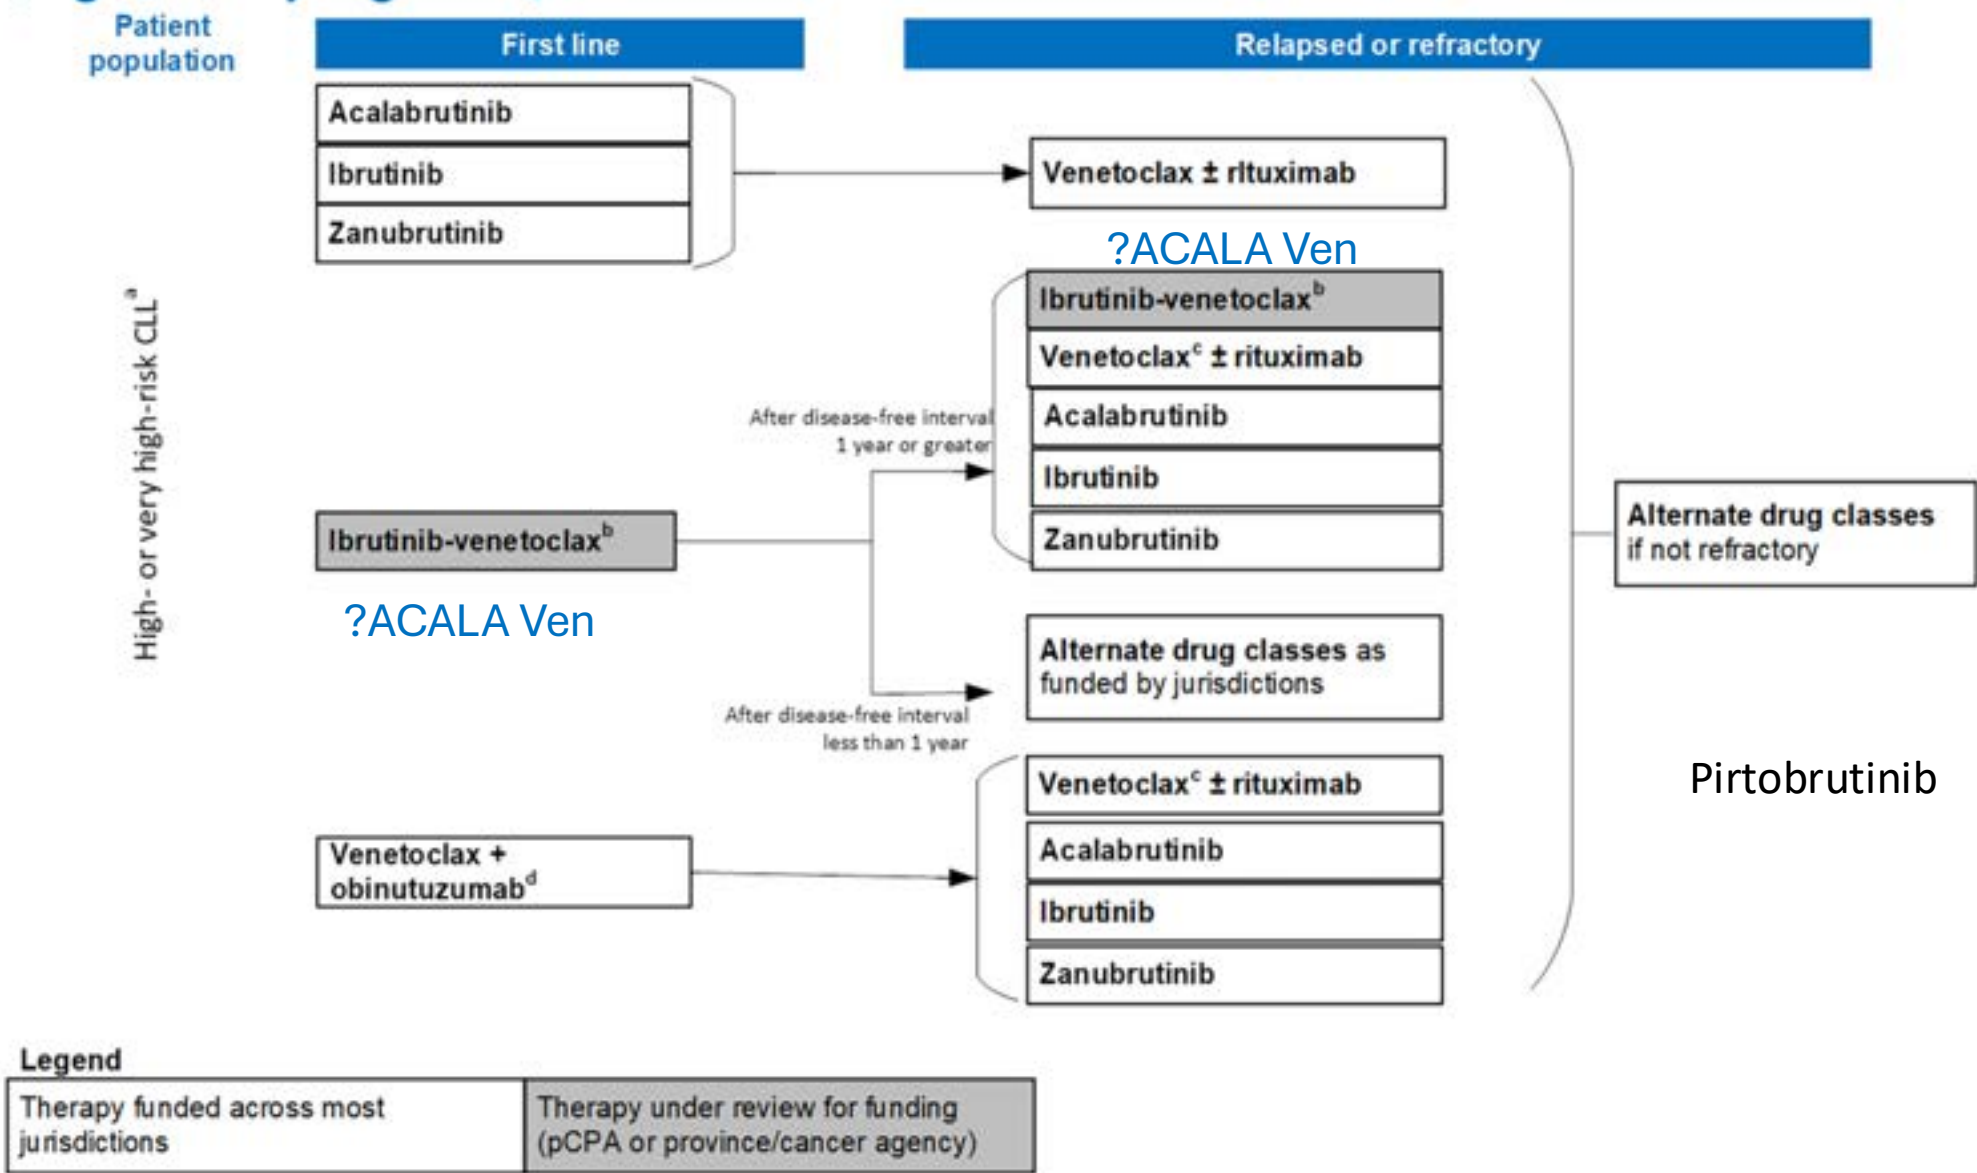 Patient
population
First line
Relapsed or refractory
High- or very high-risk CLLᵃ
Acalabrutinib
Ibrutinib
Zanubrutinib
Venetoclax ± rituximab
?ACALA Ven
Ibrutinib-venetoclaxᵇ
Venetoclaxᶜ ± rituximab
Acalabrutinib
Ibrutinib
Zanubrutinib
After disease-free interval
1 year or greater
Ibrutinib-venetoclaxᵇ
?ACALA Ven
Alternate drug classes as
funded by jurisdictions
After disease-free interval
less than 1 year
Venetoclax +
obinutuzumabᵈ
Venetoclaxᶜ ± rituximab
Acalabrutinib
Ibrutinib
Zanubrutinib
Alternate drug classes
if not refractory
Pirtobrutinib
Legend
Therapy funded across most
jurisdictions
Therapy under review for funding
(pCPA or province/cancer agency)